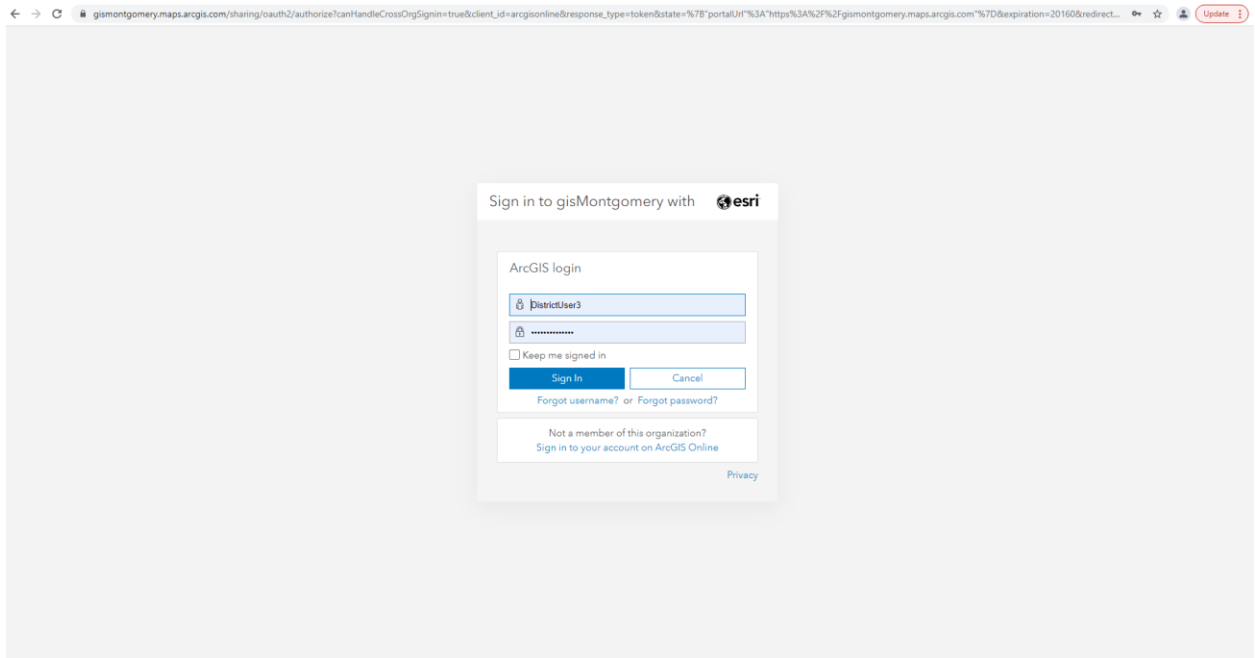 gismontgomery.maps.arcgis.com/sharing/oauth2/authorize?canHandleCrossOrgSignin=true&client_id=arcgisonline&response_type=token&state=%7B"portalUrl"%3A"https%3A%2F%2Fgismontgomery.maps.arcgis.com"%7D&expiration=20160&redirect...
Update
Sign in to gisMontgomery with esri
ArcGIS login
DistrictUser3
••••••••••••••
Keep me signed in
Sign In Cancel
Forgot username? or Forgot password?
Not a member of this organization?
Sign in to your account on ArcGIS Online
Privacy